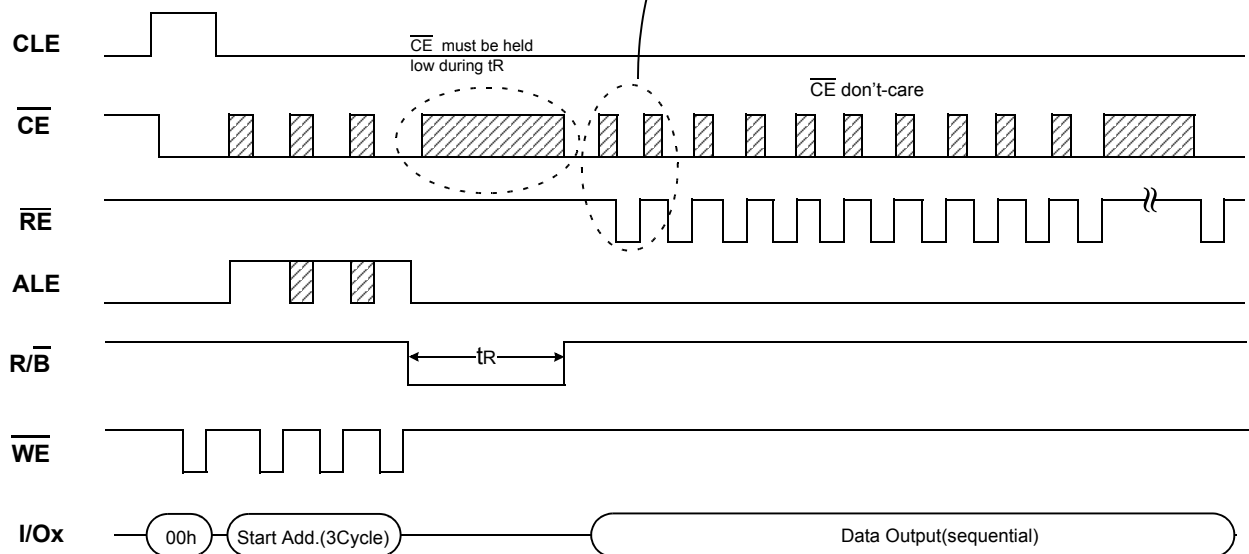 CLE
CE must be held
low during tR
CE don't-care
CE
RE
ALE
R/B
tR
WE
I/Ox
00h
Start Add.(3Cycle)
Data Output(sequential)